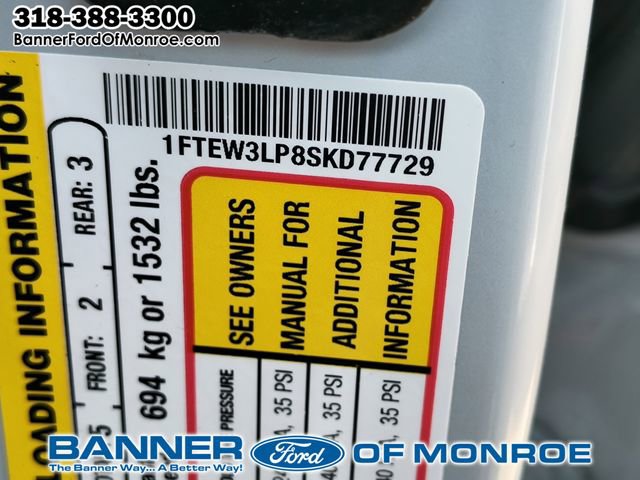 318-388-3300
BannerFordOfMonroe.com
1FTEW3LP8SKD77729
LOADING INFORMATION
REAR: 3
FRONT: 2
694 kg or 1532 lbs.
SEE OWNERS
MANUAL FOR
ADDITIONAL
INFORMATION
PRESSURE
35 PSI
35 PSI
35 PSI
BANNER Ford OF MONROE
The Banner Way... A Better Way!